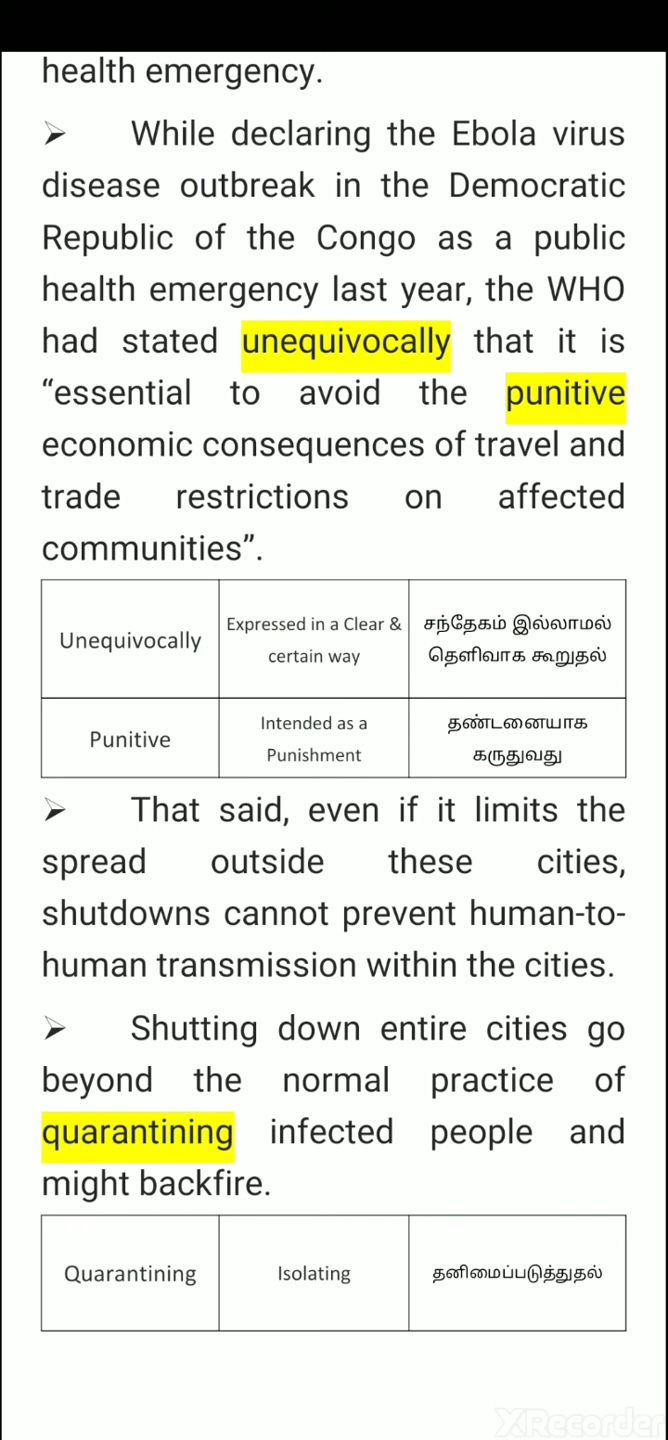 health emergency.
➢ While declaring the Ebola virus
disease outbreak in the Democratic
Republic of the Congo as a public
health emergency last year, the WHO
had stated unequivocally that it is
“essential to avoid the punitive
economic consequences of travel and
trade restrictions on affected
communities”.
Unequivocally
Expressed in a Clear &
certain way
சந்தேகம் இல்லாமல்
தெளிவாக கூறுதல்
Punitive
Intended as a
Punishment
தண்டனையாக
கருதுவது
➢ That said, even if it limits the
spread outside these cities,
shutdowns cannot prevent human-to-
human transmission within the cities.
➢ Shutting down entire cities go
beyond the normal practice of
quarantining infected people and
might backfire.
Quarantining
Isolating
தனிமைப்படுத்துதல்
XRecorder